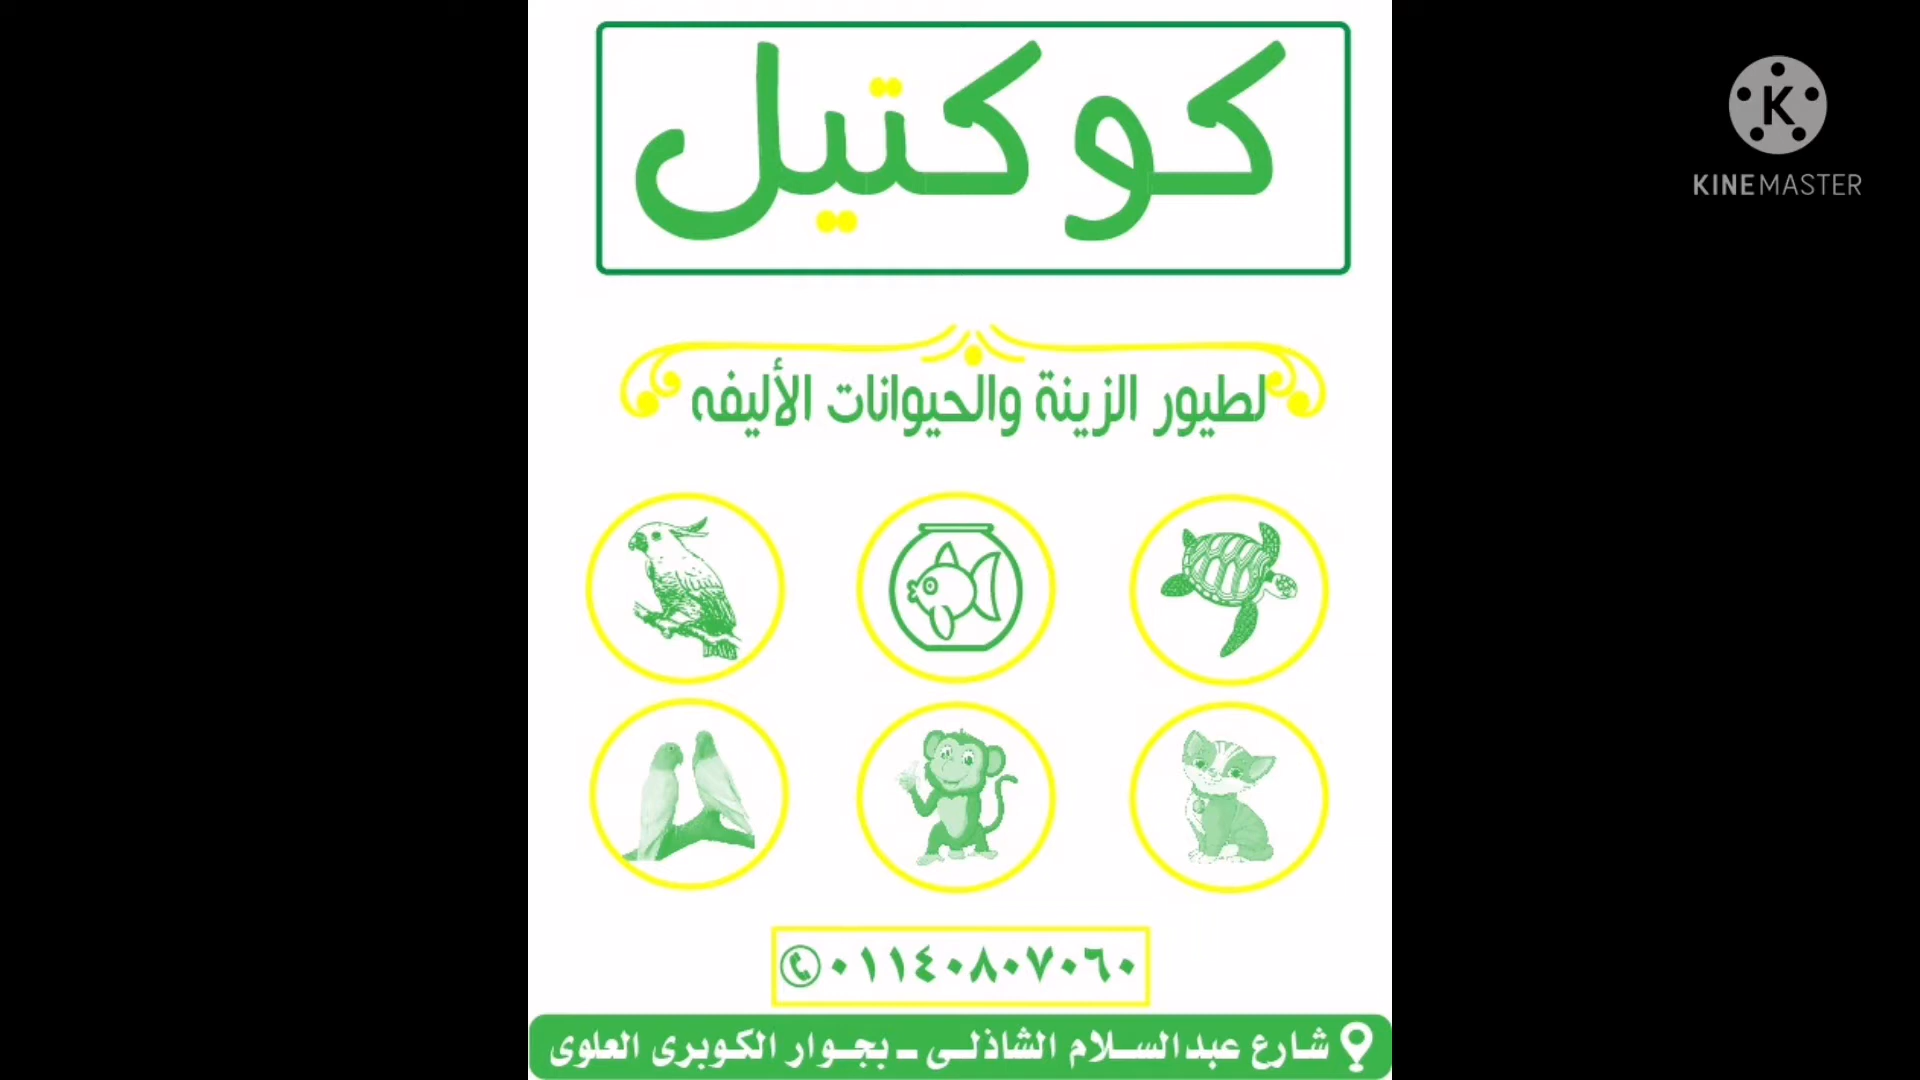 كوكتيل
KINEMASTER
لطيور الزينة والحيوانات الأليفه
٠١١٤٠٨٠٧٠٦٠
شارع عبدالسلام الشاذلى - بجوار الكوبرى العلوى